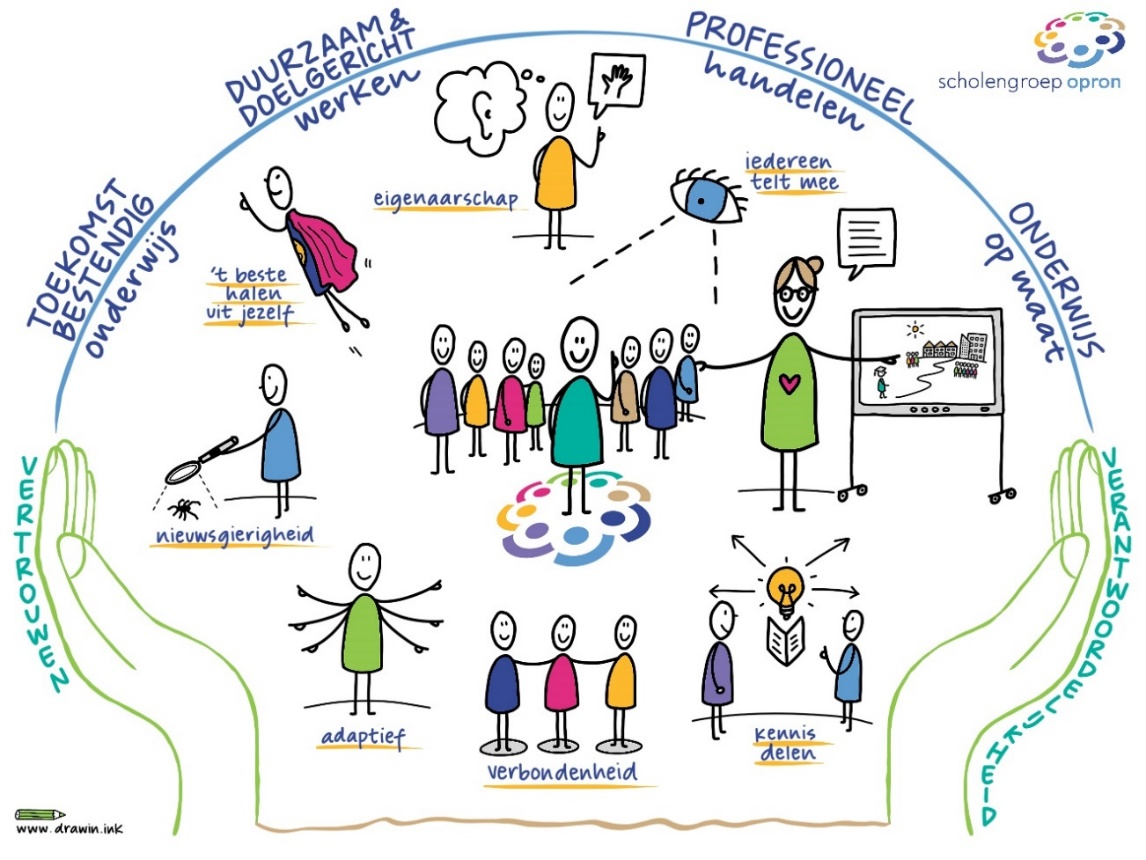 TOEKOMST
BESTENDIG
onderwijs
DUURZAAM &
DOELGERICHT
werken
PROFESSIONEEL
handelen
ONDERWIJS
op maat
scholengroep opron
eigenaarschap
iedereen
telt mee
't beste
halen
uit jezelf
nieuwsgierigheid
adaptief
verbondenheid
kennis
delen
VERTROUWEN
VERANTWOORDELIJKHEID
www.drawin.ink